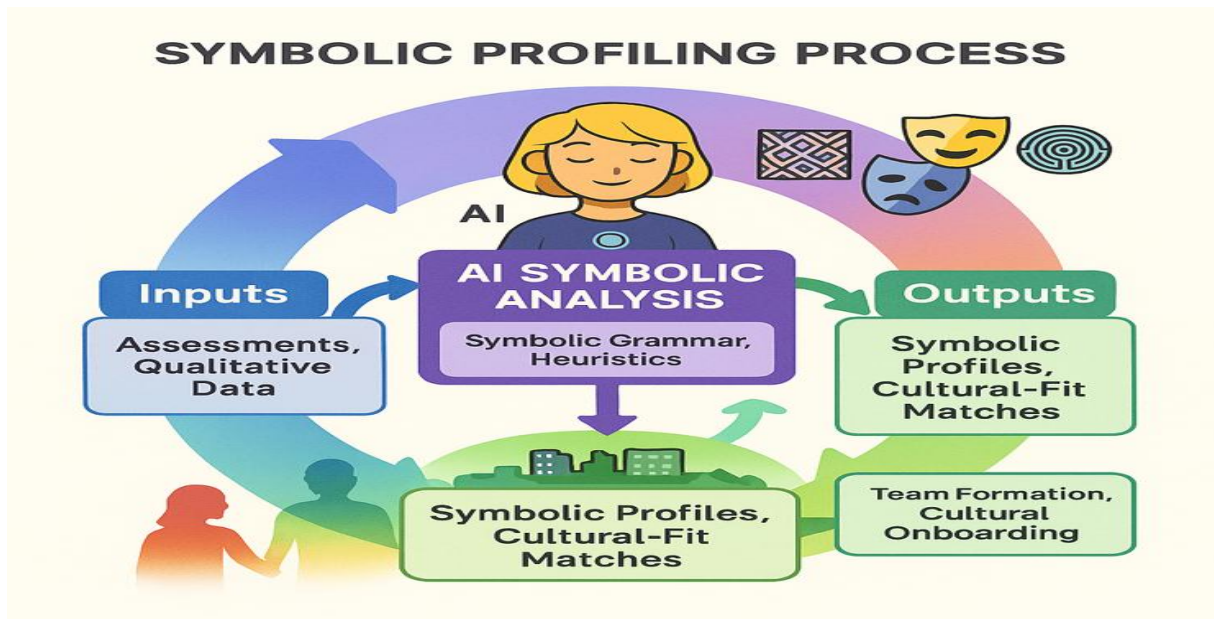 SYMBOLIC PROFILING PROCESS
AI
Inputs
Assessments,
Qualitative
Data
AI SYMBOLIC
ANALYSIS
Symbolic Grammar,
Heuristics
Outputs
Symbolic
Profiles,
Cultural-Fit
Matches
Symbolic Profiles,
Cultural-Fit
Matches
Team Formation,
Cultural
Onboarding